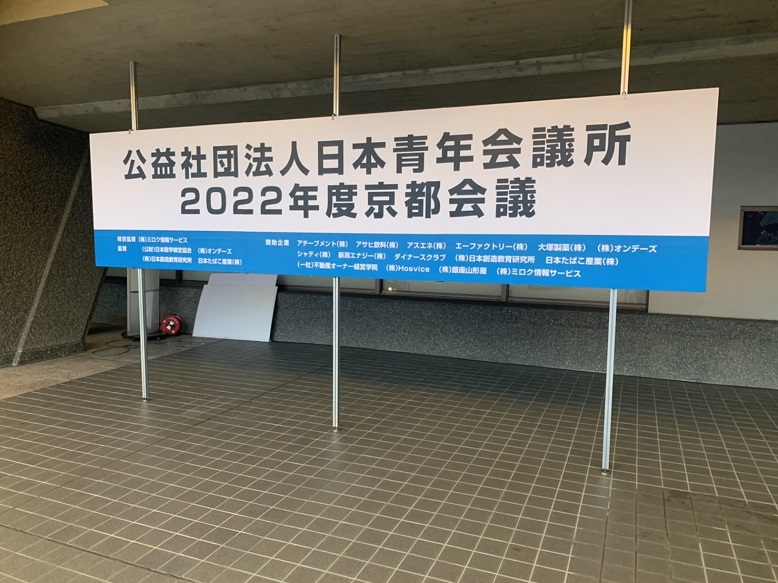 公益社団法人日本青年会議所
2022年度京都会議
特別協賛 (株)ミロク情報サービス
協賛 (公財)日本数学検定協会 (株)オンデーズ
(株)日本創造教育研究所 日本たばこ産業(株)
賛助企業 アチーブメント(株) アサヒ飲料(株) アスエネ(株) エーファクトリー(株) 大塚製薬(株) (株)オンデーズ
シャディ(株) 新潟エナジー(株) ダイナースクラブ (株)日本創造教育研究所 日本たばこ産業(株)
(一社)不動産オーナー経営学院 (株)Hosvice (株)銀座山形屋 (株)ミロク情報サービス